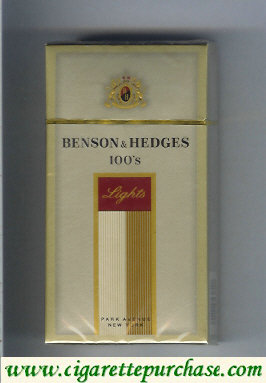 BENSON & HEDGES
100's
Lights
PARK AVENUE
NEW YORK
www.cigarettepurchase.com